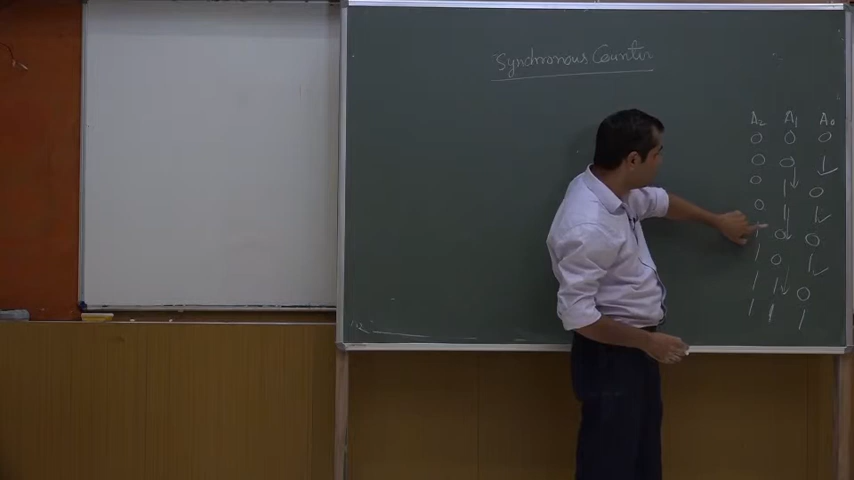 Synchronous Counter
A2 A1 A0
0 0 0
0 0 1
0 1 0
0 1 1
1 0 0
1 0 1
1 1 0
1 1 1